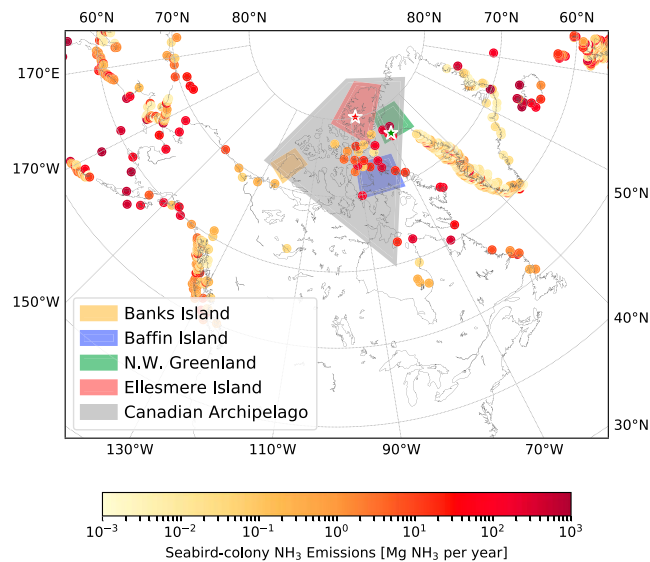 60°N 70°N 80°N 80°N 70°N 60°N
170°E
170°W
150°W
50°N
40°N
30°N
Banks Island
Baffin Island
N.W. Greenland
Ellesmere Island
Canadian Archipelago
130°W 110°W 90°W 70°W
10⁻³ 10⁻² 10⁻¹ 10⁰ 10¹ 10² 10³
Seabird-colony NH₃ Emissions [Mg NH₃ per year]